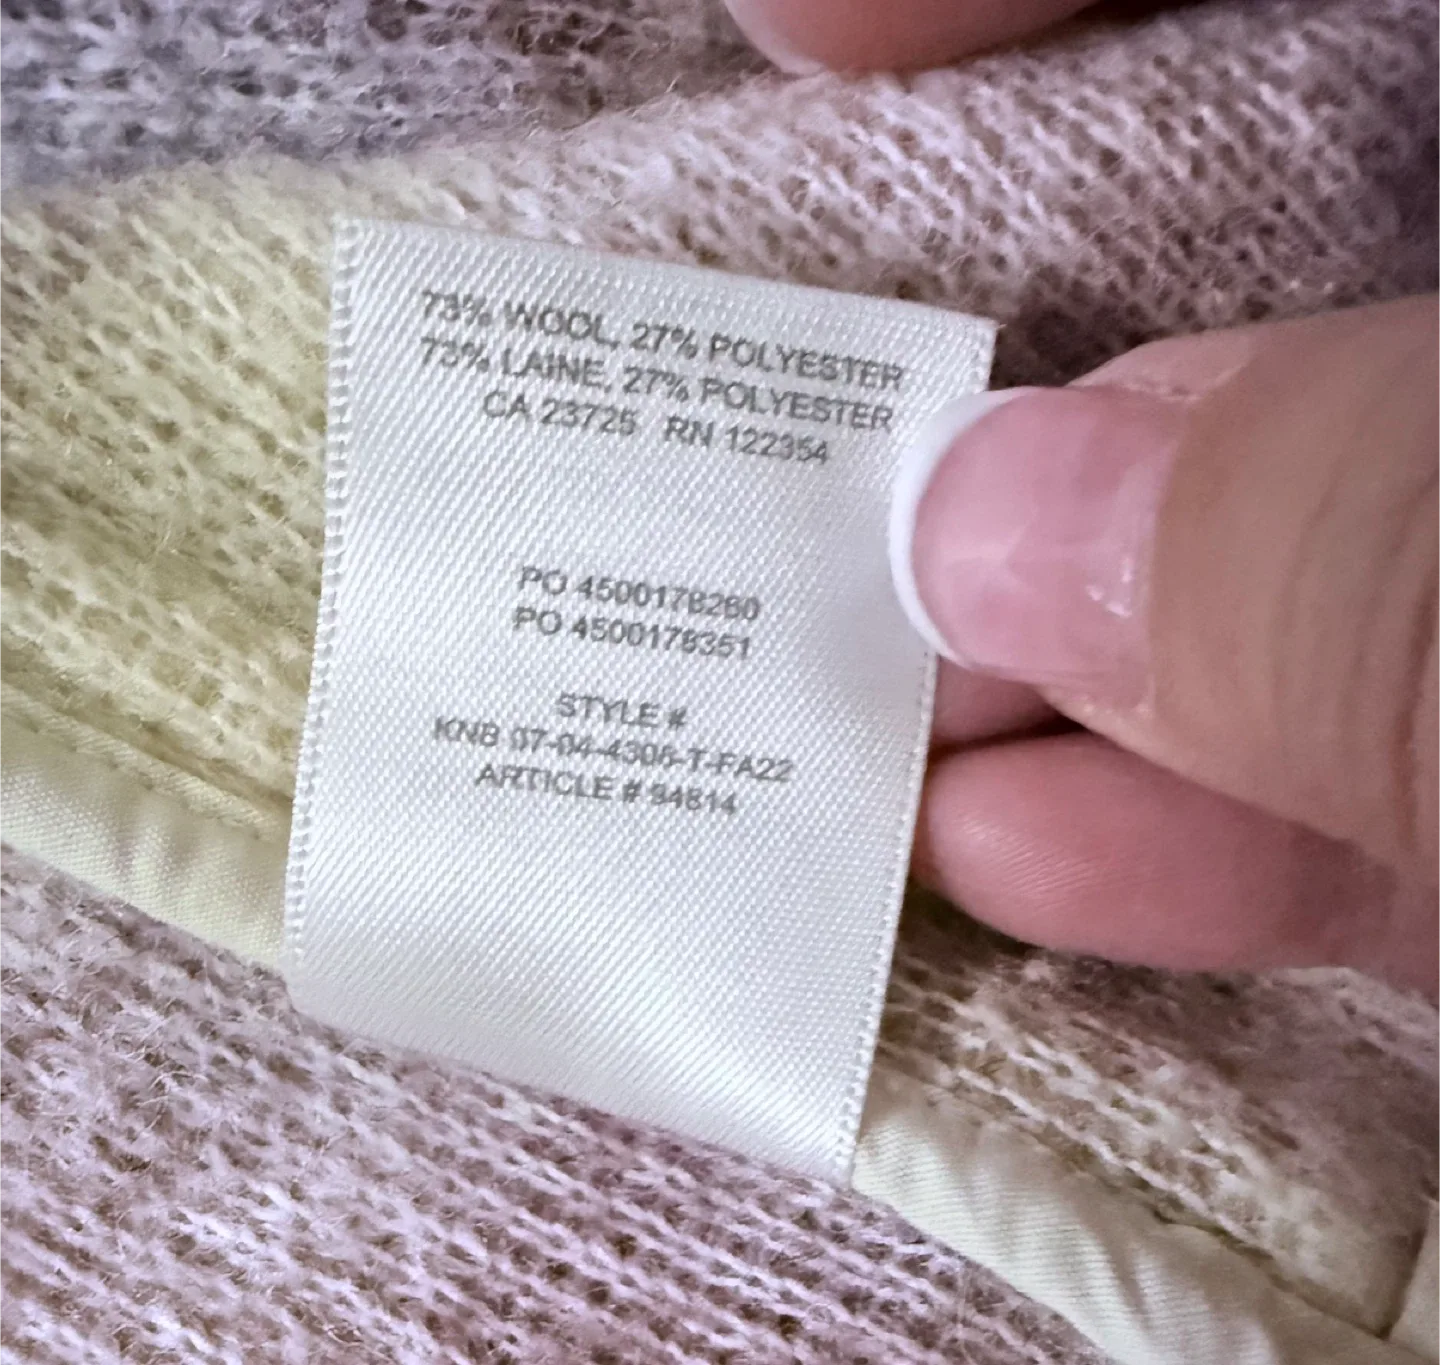 73% WOOL, 27% POLYESTER
73% LAINE, 27% POLYESTER
CA 23725 RN 122354
PO 4500178260
PO 4500178351
STYLE #
KNB 07-04-4306-T-FA22
ARTICLE # 94814